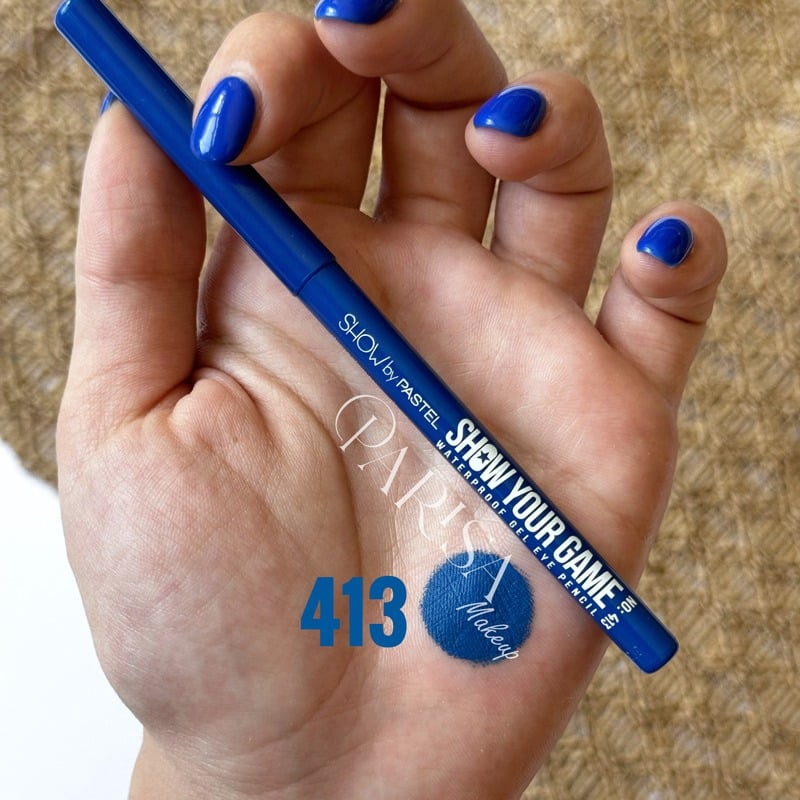 SHOW by PASTEL
SHOW YOUR GAME
WATERPROOF GEL EYE PENCIL
NO: 413
PARISA
Makeup
413